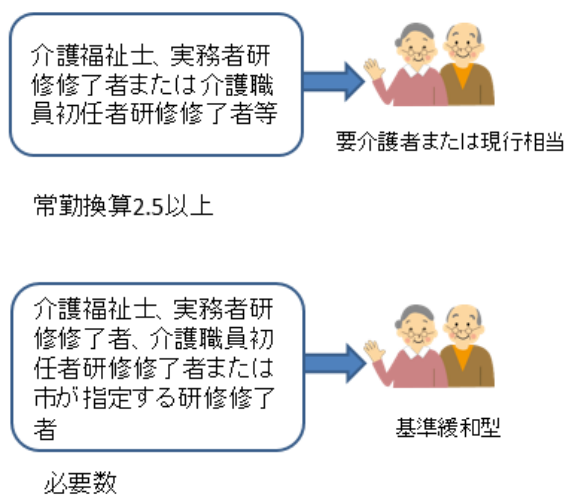 介護福祉士、実務者研
修修了者または介護職
員初任者研修修了者等
要介護者または現行相当
常勤換算2.5以上
介護福祉士、実務者研
修修了者、介護職員初
任者研修修了者または
市が指定する研修修了
者
基準緩和型
必要数